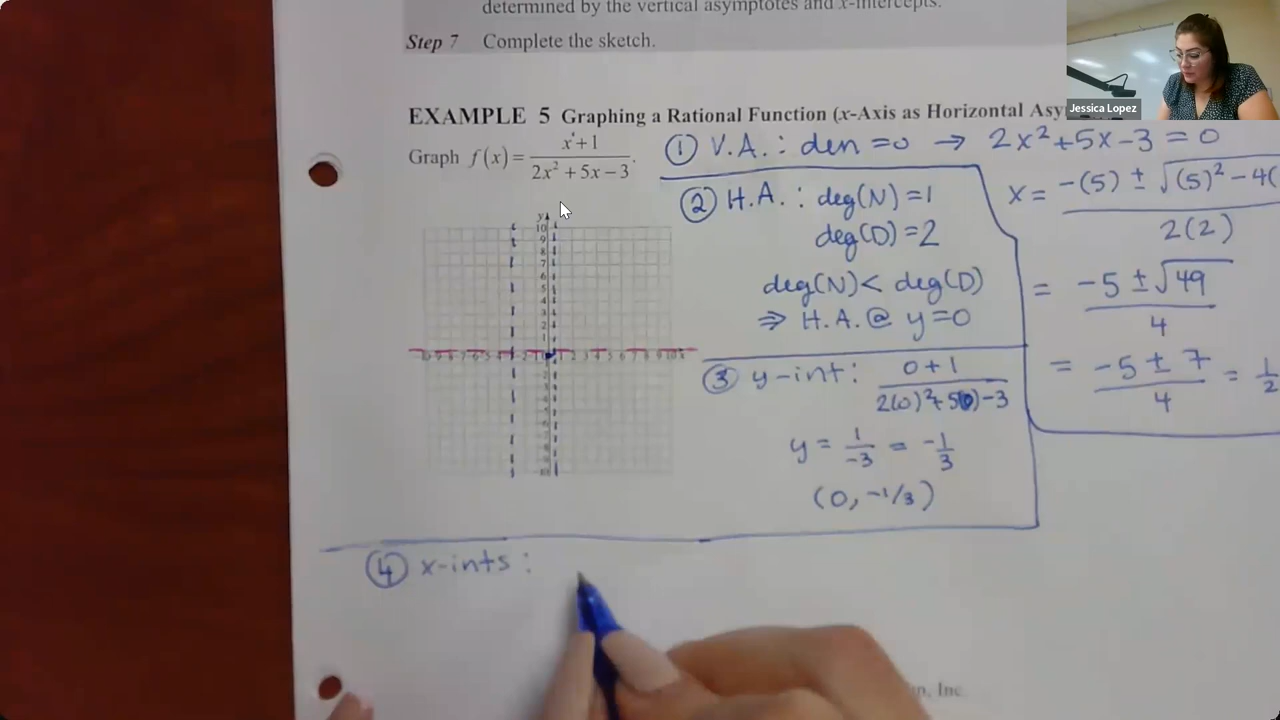 determined by the vertical asymptotes and x-intercepts.
Step 7 Complete the sketch.
Jessica Lopez
EXAMPLE 5 Graphing a Rational Function (x-Axis as Horizontal Asy
Graph f(x) = (x + 1)/(2x² + 5x − 3).
① V.A.: den = 0 → 2x² + 5x − 3 = 0
x = (-(5) ± √((5)² − 4( / 2(2)
= (-5 ± √49)/4
= (-5 ± 7)/4 = 1/2
② H.A.: deg(N) = 1
deg(D) = 2
deg(N) < deg(D)
⇒ H.A. @ y = 0
③ y-int: (0 + 1)/(2(0)² + 5(0) − 3)
y = 1/-3 = -1/3
(0, -1/3)
④ x-ints:
n, Inc.